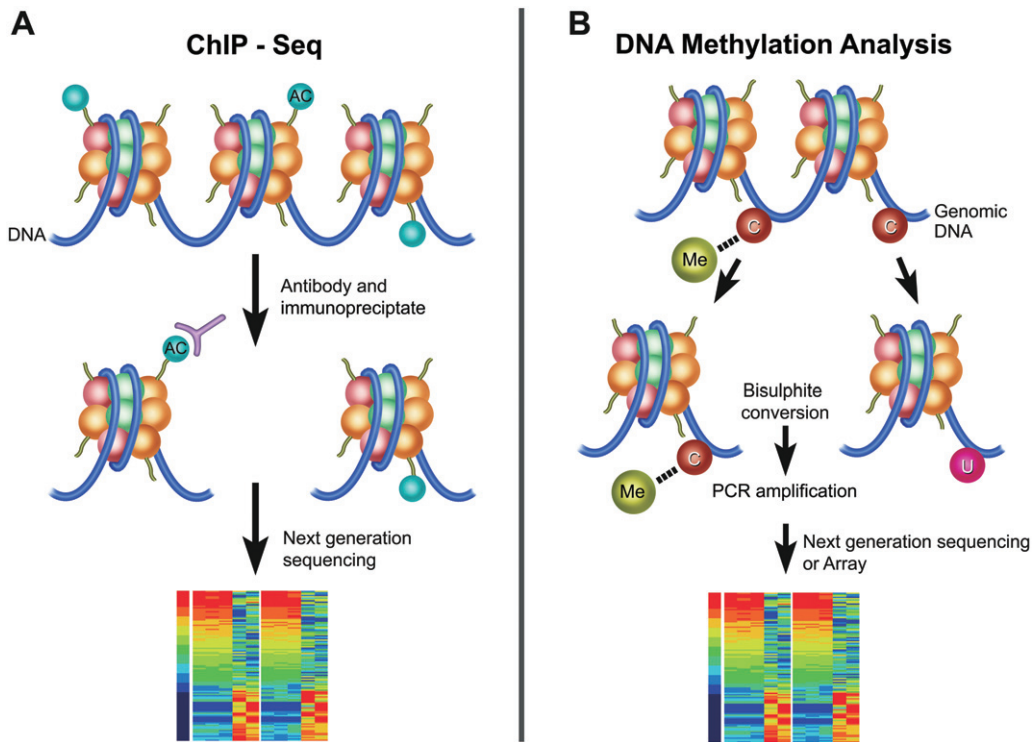 A
ChIP - Seq
AC
DNA
Antibody and
immunopreciptate
AC
Next generation
sequencing
B
DNA Methylation Analysis
C
C
Genomic
DNA
Me
Bisulphite
conversion
C
Me
U
PCR amplification
Next generation sequencing
or Array